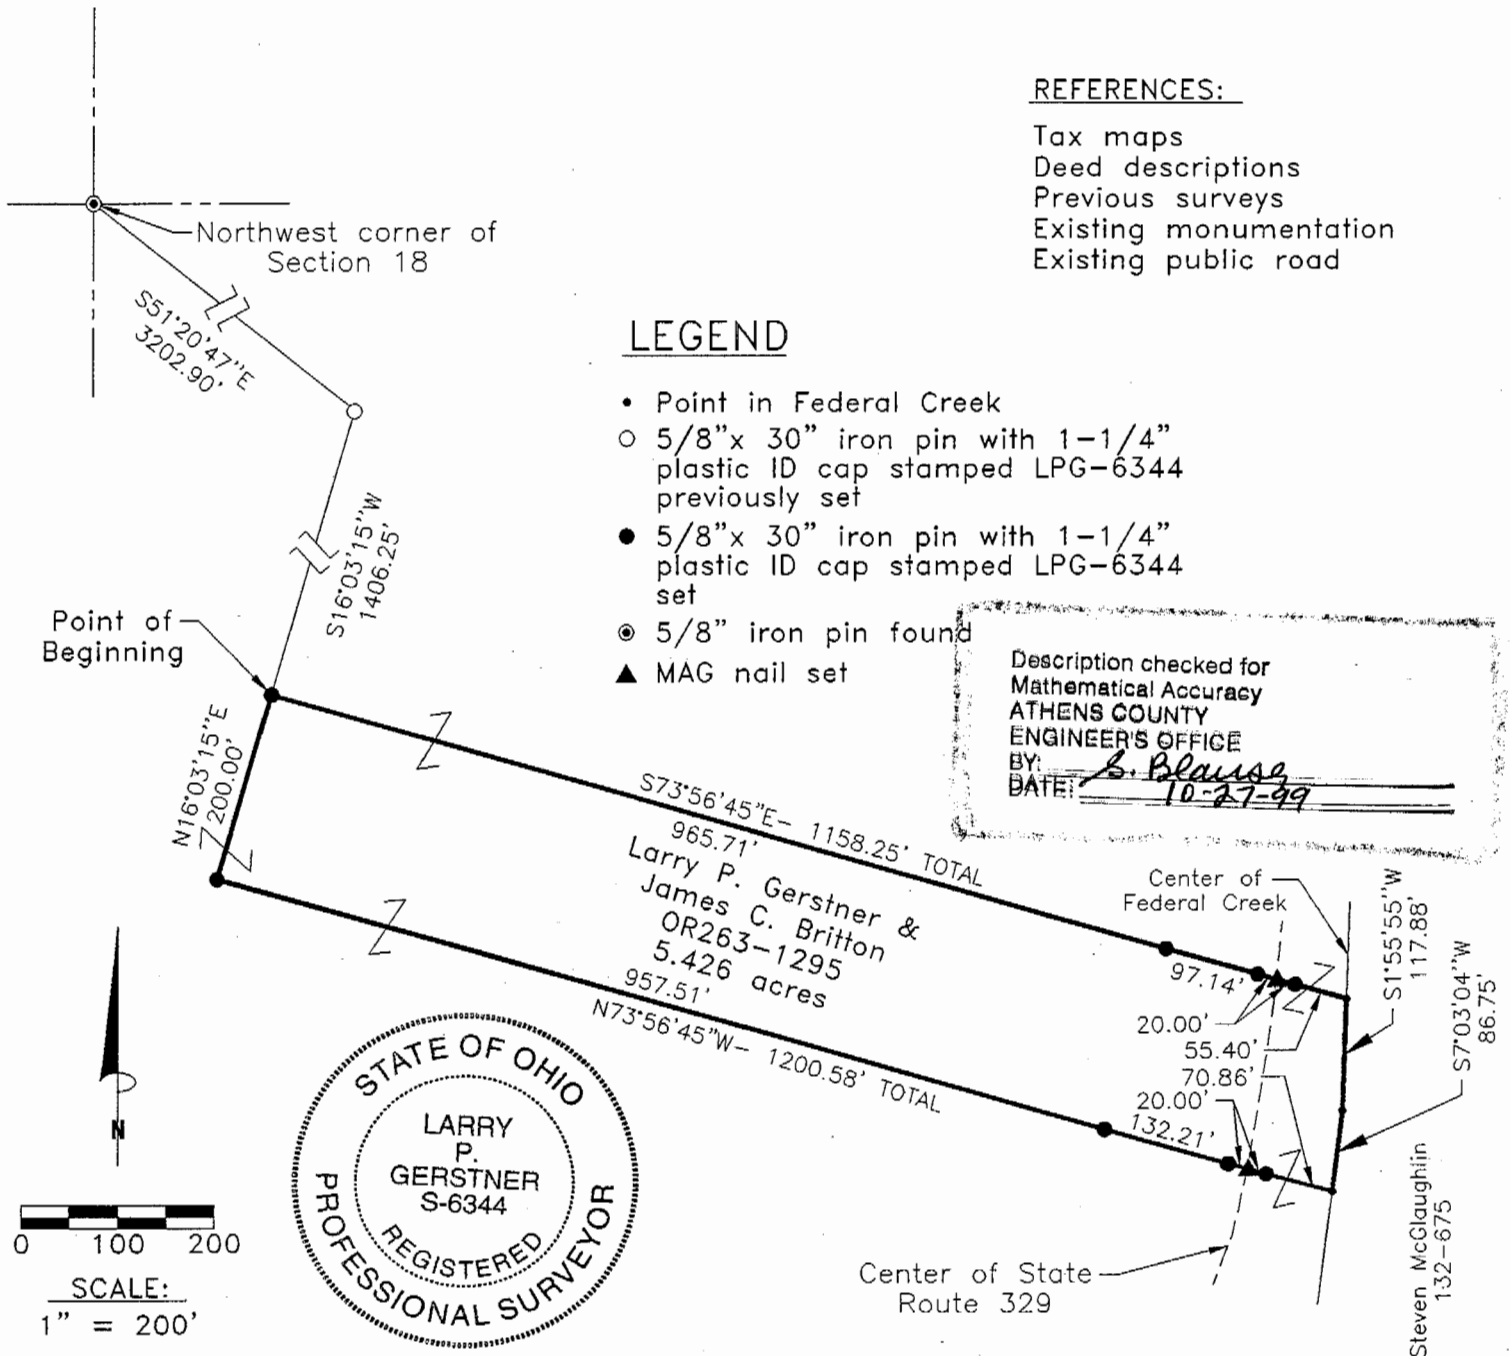 REFERENCES:
Tax maps
Deed descriptions
Previous surveys
Existing monumentation
Existing public road
Northwest corner of
Section 18
S51°20'47"E
3202.90'
LEGEND
Point in Federal Creek
5/8"x 30" iron pin with 1-1/4"
plastic ID cap stamped LPG-6344
previously set
5/8"x 30" iron pin with 1-1/4"
plastic ID cap stamped LPG-6344
set
5/8" iron pin found
MAG nail set
S16°03'15"W
1406.25'
Point of
Beginning
Description checked for
Mathematical Accuracy
ATHENS COUNTY
ENGINEER'S OFFICE
BY:
DATE: 10-27-99
N16°03'15"E
200.00'
S73°56'45"E- 1158.25' TOTAL
965.71'
Larry P. Gerstner &
James C. Britton
OR263-1295
5.426 acres
957.51'
N73°56'45"W- 1200.58' TOTAL
Center of
Federal Creek
S1°55'55"W
117.88'
S7°03'04"W
86.75'
97.14'
20.00'
55.40'
70.86'
20.00'
132.21'
Steven McGlaughlin
132-675
Center of State
Route 329
N
0 100 200
SCALE:
1" = 200'
STATE OF OHIO
LARRY
P.
GERSTNER
S-6344
REGISTERED
PROFESSIONAL SURVEYOR